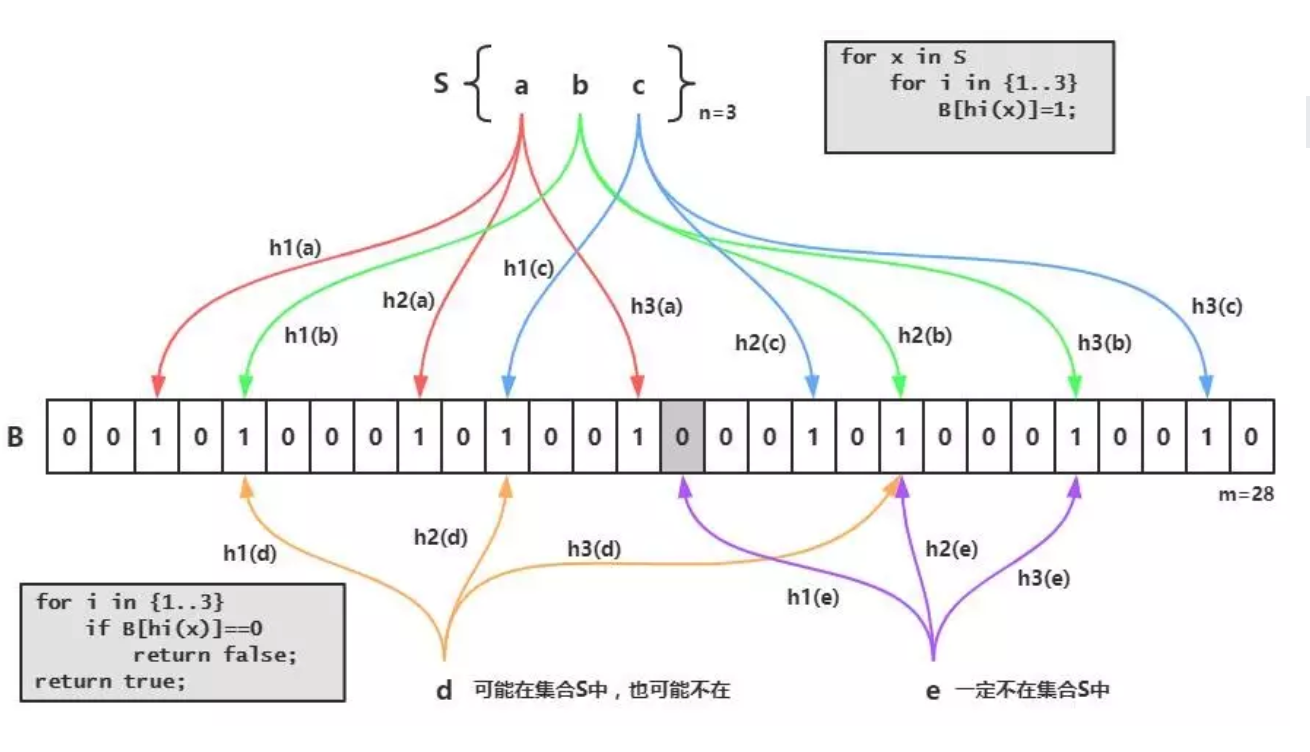 S { a b c } n=3
for x in S
for i in {1..3}
B[hi(x)]=1;
h1(a)
h1(b)
h2(a)
h1(c)
h3(a)
h2(c)
h2(b)
h3(b)
h3(c)
B 0 0 1 0 1 0 0 0 1 0 1 0 0 1 0 0 0 1 0 1 0 0 0 1 0 0 1 0
m=28
h1(d)
h2(d)
h3(d)
h1(e)
h2(e)
h3(e)
for i in {1..3}
if B[hi(x)]==0
return false;
return true;
d 可能在集合S中，也可能不在
e 一定不在集合S中